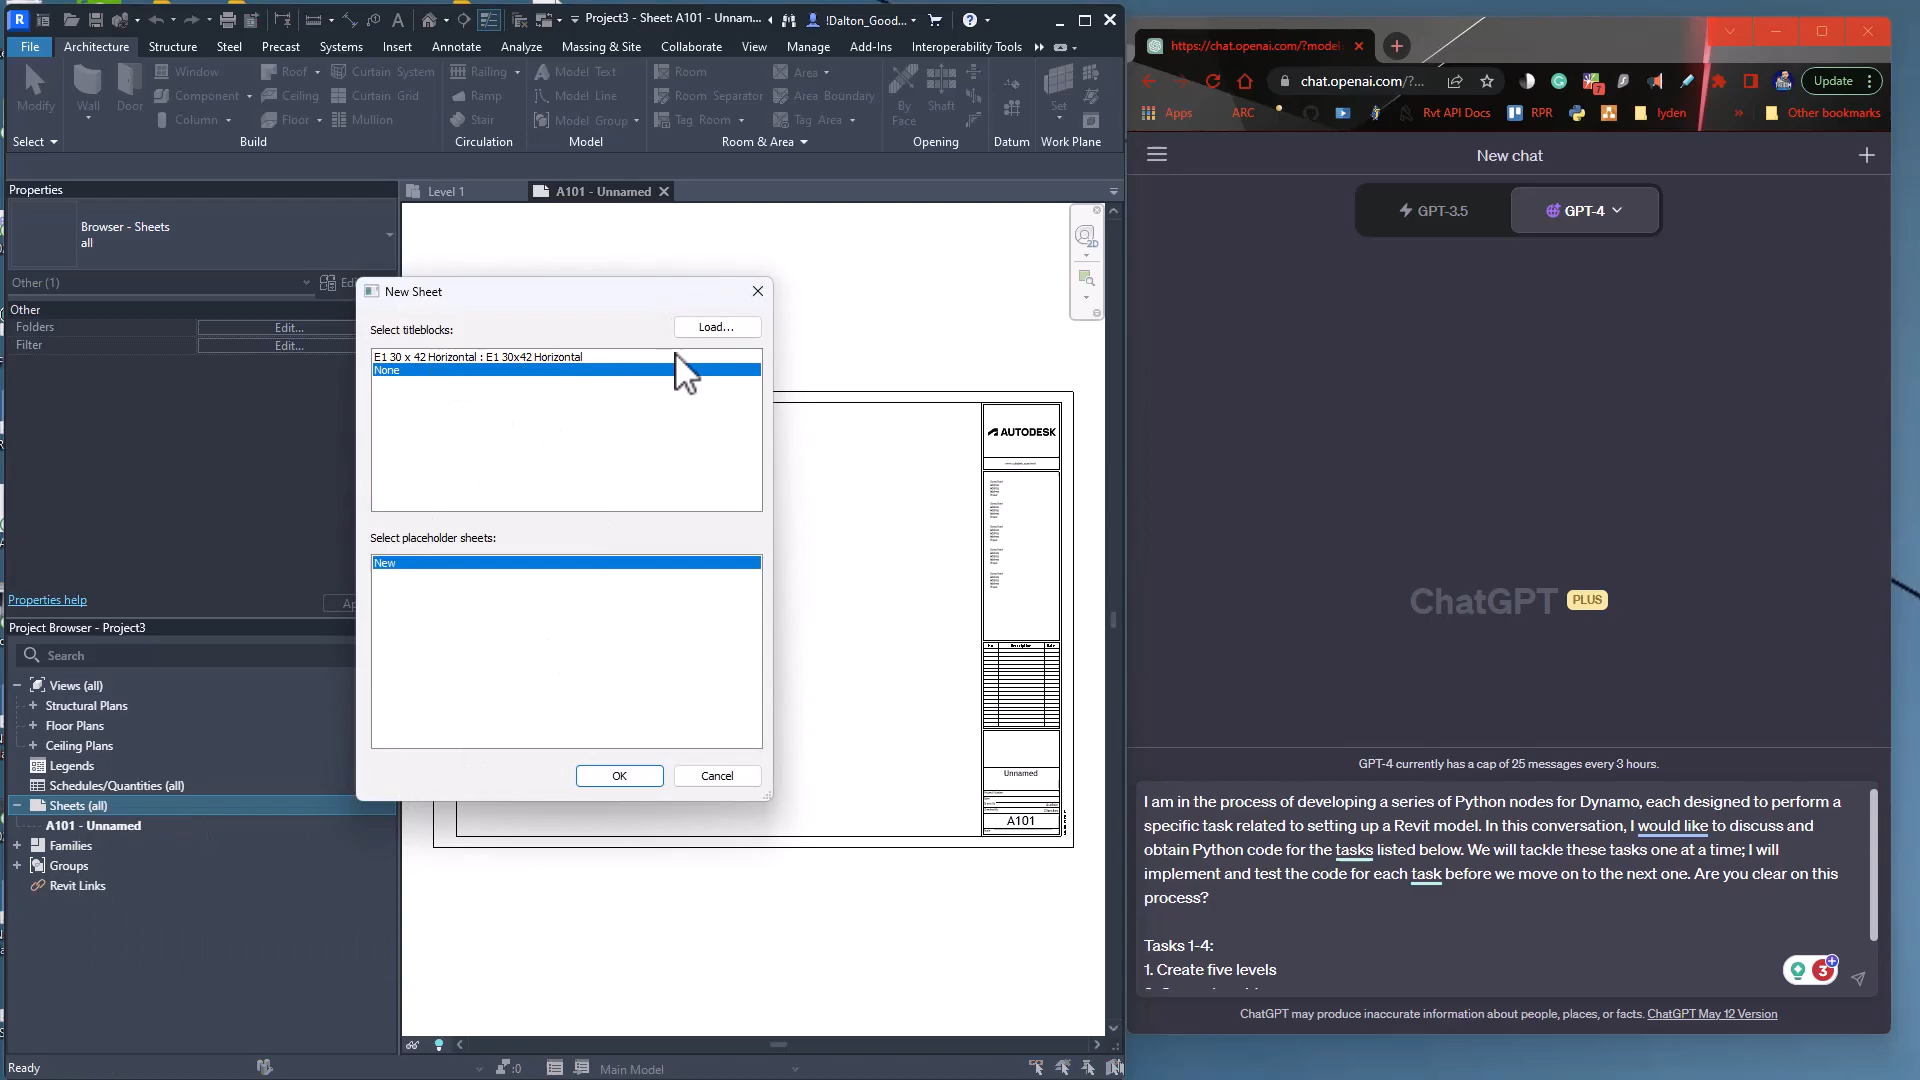 R
Project3 - Sheet: A101 - Unnam...
!Dalton_Good...
File Architecture Structure Steel Precast Systems Insert Annotate Analyze Massing & Site Collaborate View Manage Add-Ins Interoperability Tools
Modify
Wall
Door
Window
Component
Column
Roof
Ceiling
Floor
Curtain System
Curtain Grid
Mullion
Railing
Ramp
Stair
Model Text
Model Line
Model Group
Room
Room Separator
Tag Room
Area
Area Boundary
Tag Area
By
Face
Shaft
Set
Select Build Circulation Model Room & Area Opening Datum Work Plane
Properties
Browser - Sheets
all
Other (1)
Other
Folders Edit...
Filter Edit...
Properties help
Project Browser - Project3
Search
Views (all)
Structural Plans
Floor Plans
Ceiling Plans
Legends
Schedules/Quantities (all)
Sheets (all)
A101 - Unnamed
Families
Groups
Revit Links
Ready
Level 1
A101 - Unnamed
2D
New Sheet
Select titleblocks:
Load...
E1 30 x 42 Horizontal : E1 30x42 Horizontal
None
Select placeholder sheets:
New
OK Cancel
AUTODESK
No. Description Date
Unnamed
A101
:0
Main Model
https://chat.openai.com/?model
chat.openai.com/?...
7
Update
Apps
ARC
Rvt API Docs
RPR
lyden
Other bookmarks
New chat
GPT-3.5
GPT-4
ChatGPT PLUS
GPT-4 currently has a cap of 25 messages every 3 hours.
I am in the process of developing a series of Python nodes for Dynamo, each designed to perform a
specific task related to setting up a Revit model. In this conversation, I would like to discuss and
obtain Python code for the tasks listed below. We will tackle these tasks one at a time; I will
implement and test the code for each task before we move on to the next one. Are you clear on this
process?
Tasks 1-4:
1. Create five levels
3
ChatGPT may produce inaccurate information about people, places, or facts. ChatGPT May 12 Version